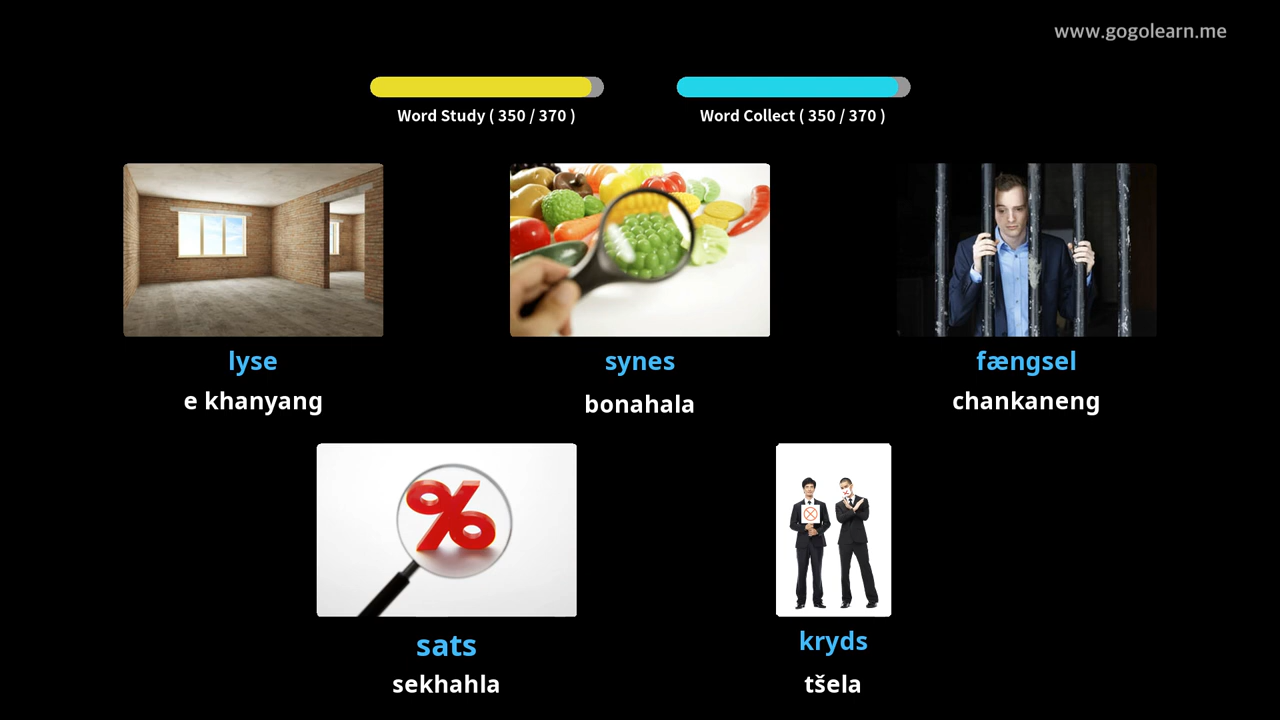 www.gogolearn.me
Word Study ( 350 / 370 )
Word Collect ( 350 / 370 )
lyse
e khanyang
synes
bonahala
fængsel
chankaneng
sats
sekhahla
kryds
tšela